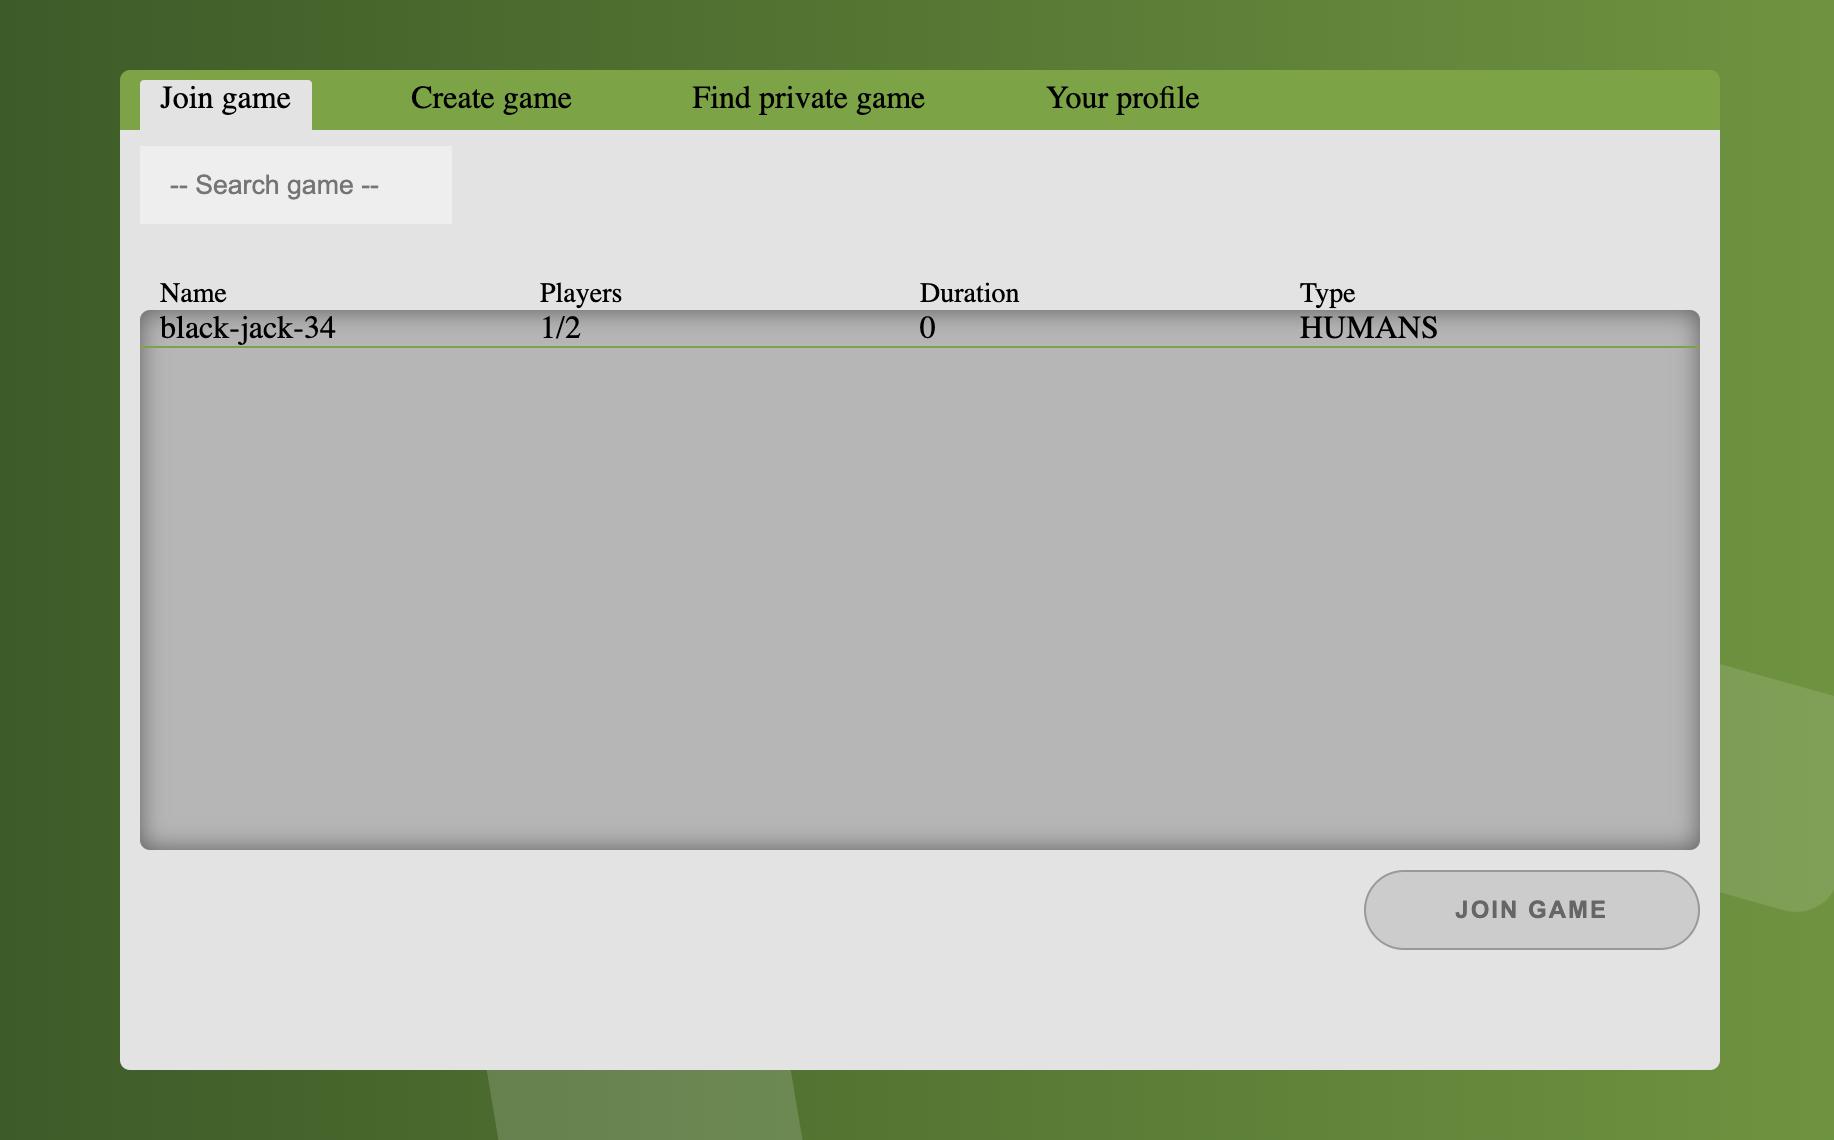 Join game Create game Find private game Your profile
-- Search game --
Name Players Duration Type
black-jack-34 1/2 0 HUMANS
JOIN GAME